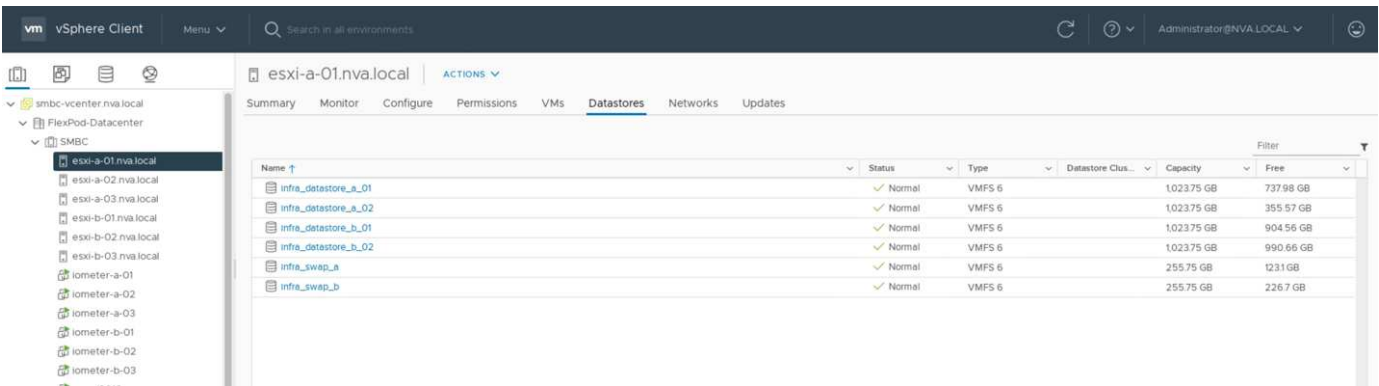 vm vSphere Client Menu Search in all environments Administrator@NVA.LOCAL
esxi-a-01.nva.local ACTIONS
Summary Monitor Configure Permissions VMs Datastores Networks Updates
smbc-vcenter.nva.local
FlexPod-Datacenter
SMBC
esxi-a-01.nva.local
esxi-a-02.nva.local
esxi-a-03.nva.local
esxi-b-01.nva.local
esxi-b-02.nva.local
esxi-b-03.nva.local
iometer-a-01
iometer-a-02
iometer-a-03
iometer-b-01
iometer-b-02
iometer-b-03
Filter
Name Status Type Datastore Clus... Capacity Free
infra_datastore_a_01 Normal VMFS 6 1,023.75 GB 737.98 GB
infra_datastore_a_02 Normal VMFS 6 1,023.75 GB 355.57 GB
infra_datastore_b_01 Normal VMFS 6 1,023.75 GB 904.56 GB
infra_datastore_b_02 Normal VMFS 6 1,023.75 GB 990.66 GB
infra_swap_a Normal VMFS 6 255.75 GB 123.1 GB
infra_swap_b Normal VMFS 6 255.75 GB 226.7 GB